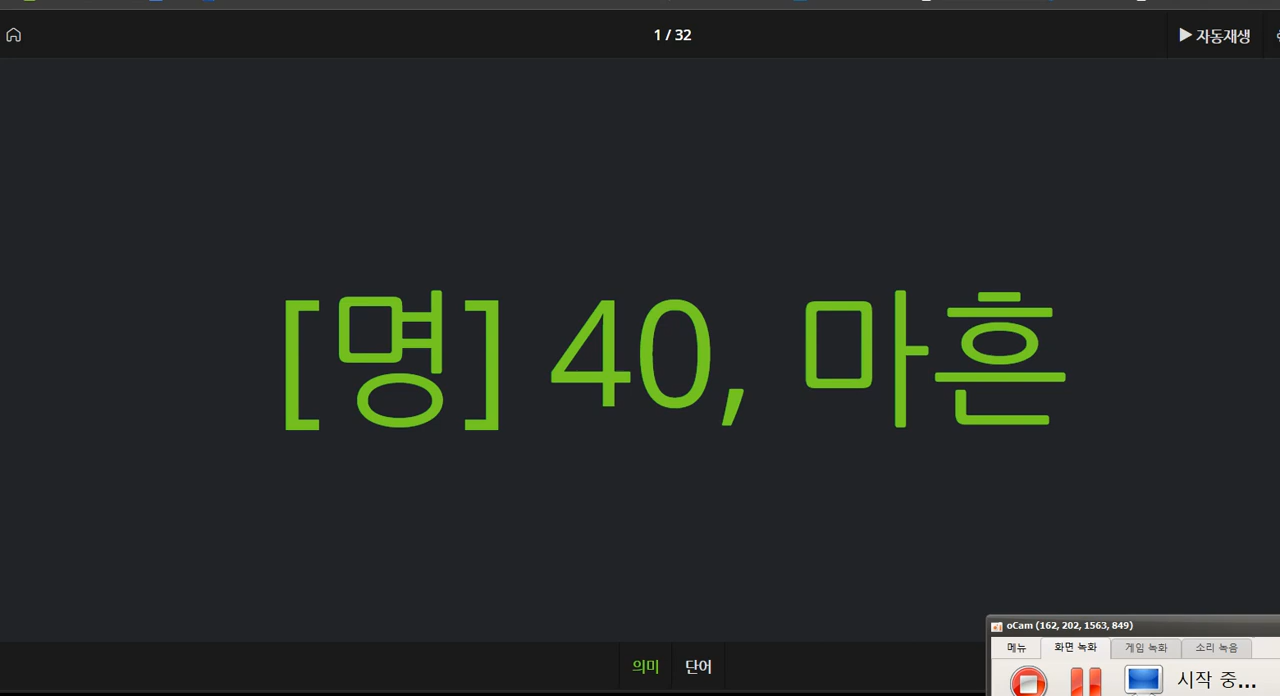 1 / 32
▶ 자동재생
[명] 40, 마흔
의미 단어
oCam (162, 202, 1563, 849)
메뉴 화면 녹화 게임 녹화 소리 녹음
시작 중...